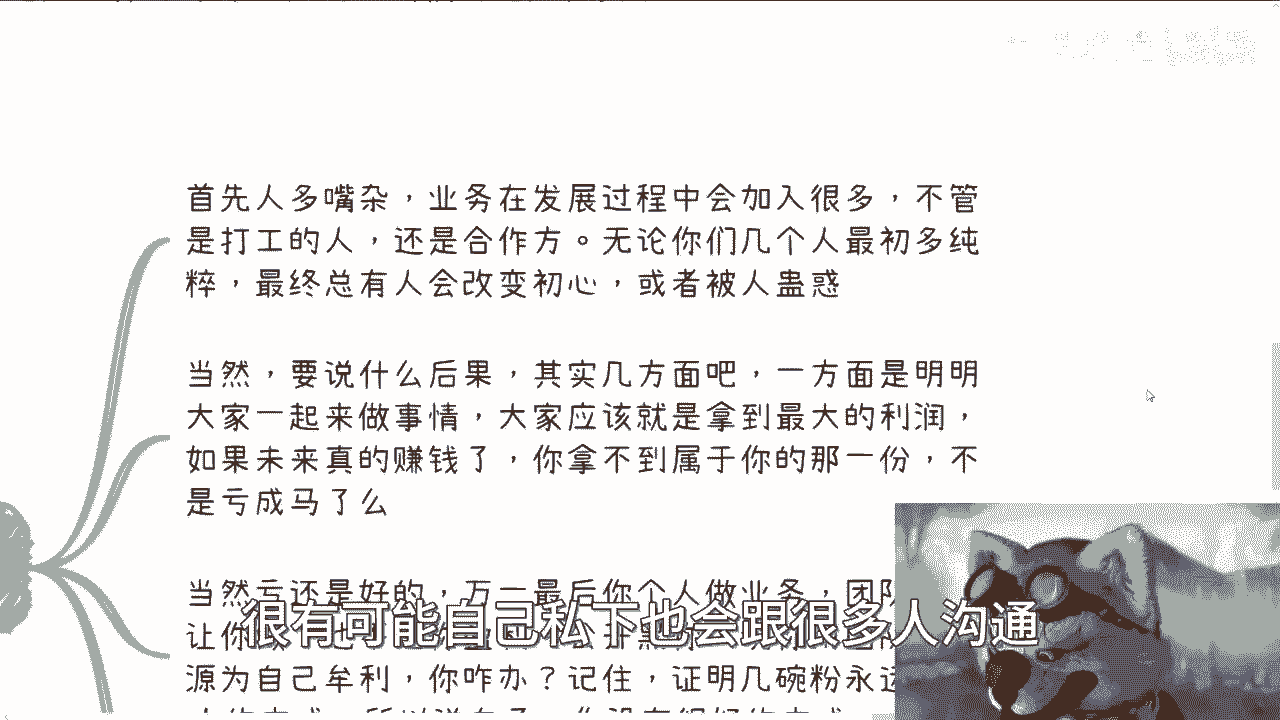 首先人多嘴杂，业务在发展过程中会加入很多，不管
是打工的人，还是合作方。无论你们几个人最初多纯
粹，最终总有人会改变初心，或者被人蛊惑
当然，要说什么后果，其实几方面吧，一方面是明明
大家一起来做事情，大家应该就是拿到最大的利润，
如果未来真的赚钱了，你拿不到属于你的那一份，不
是亏成马了么
当然亏还是好的，万一最后你个人做业务，团队
很有可能自己私下也会跟很多人沟通
让你
源为自己牟利，你咋办？记住，证明几碗粉永远